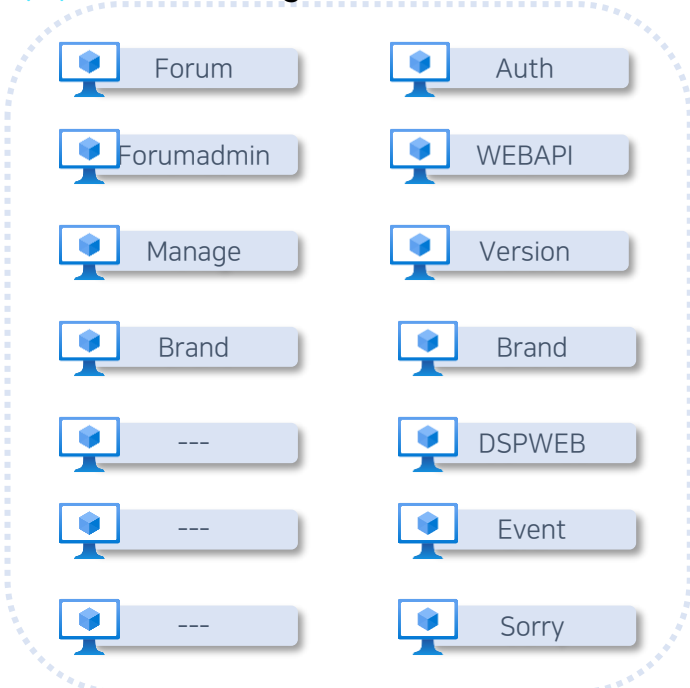 Forum
Auth
Forumadmin
WEBAPI
Manage
Version
Brand
Brand
---
DSPWEB
---
Event
---
Sorry